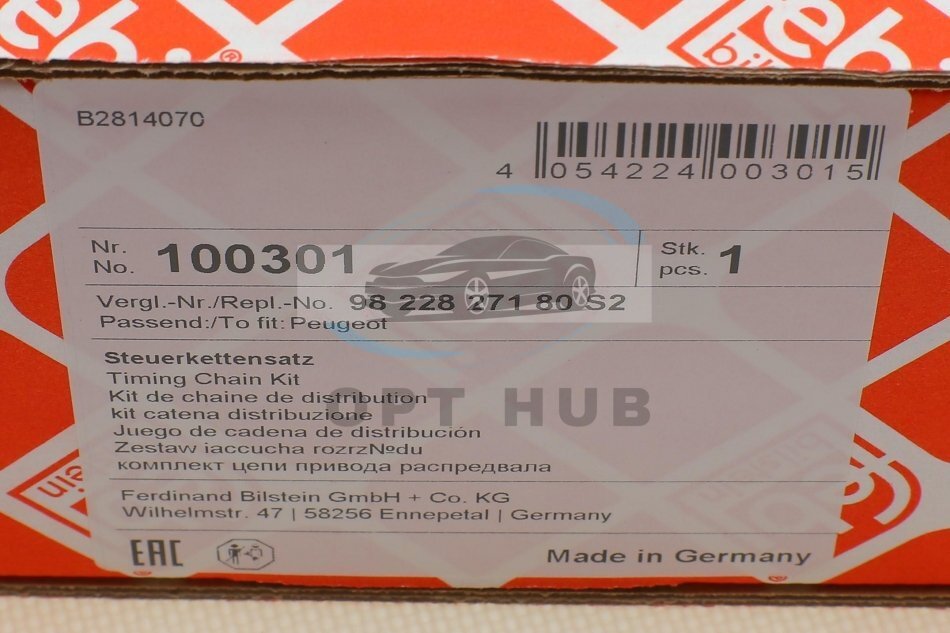 B2814070
4 054224 003015
Nr. No. 100301
Stk. pcs. 1
Vergl.-Nr./Repl.-No. 98 228 271 80 S2
Passend:/To fit: Peugeot
Steuerkettensatz
Timing Chain Kit
Kit de chaine de distribution
kit catena distribuzione
OPT HUB
Juego de cadena de distribución
Zestaw iaccucha rozrz№du
комплект цепи привода распредвала
Ferdinand Bilstein GmbH + Co. KG
Wilhelmstr. 47 | 58256 Ennepetal | Germany
EAC
Made in Germany